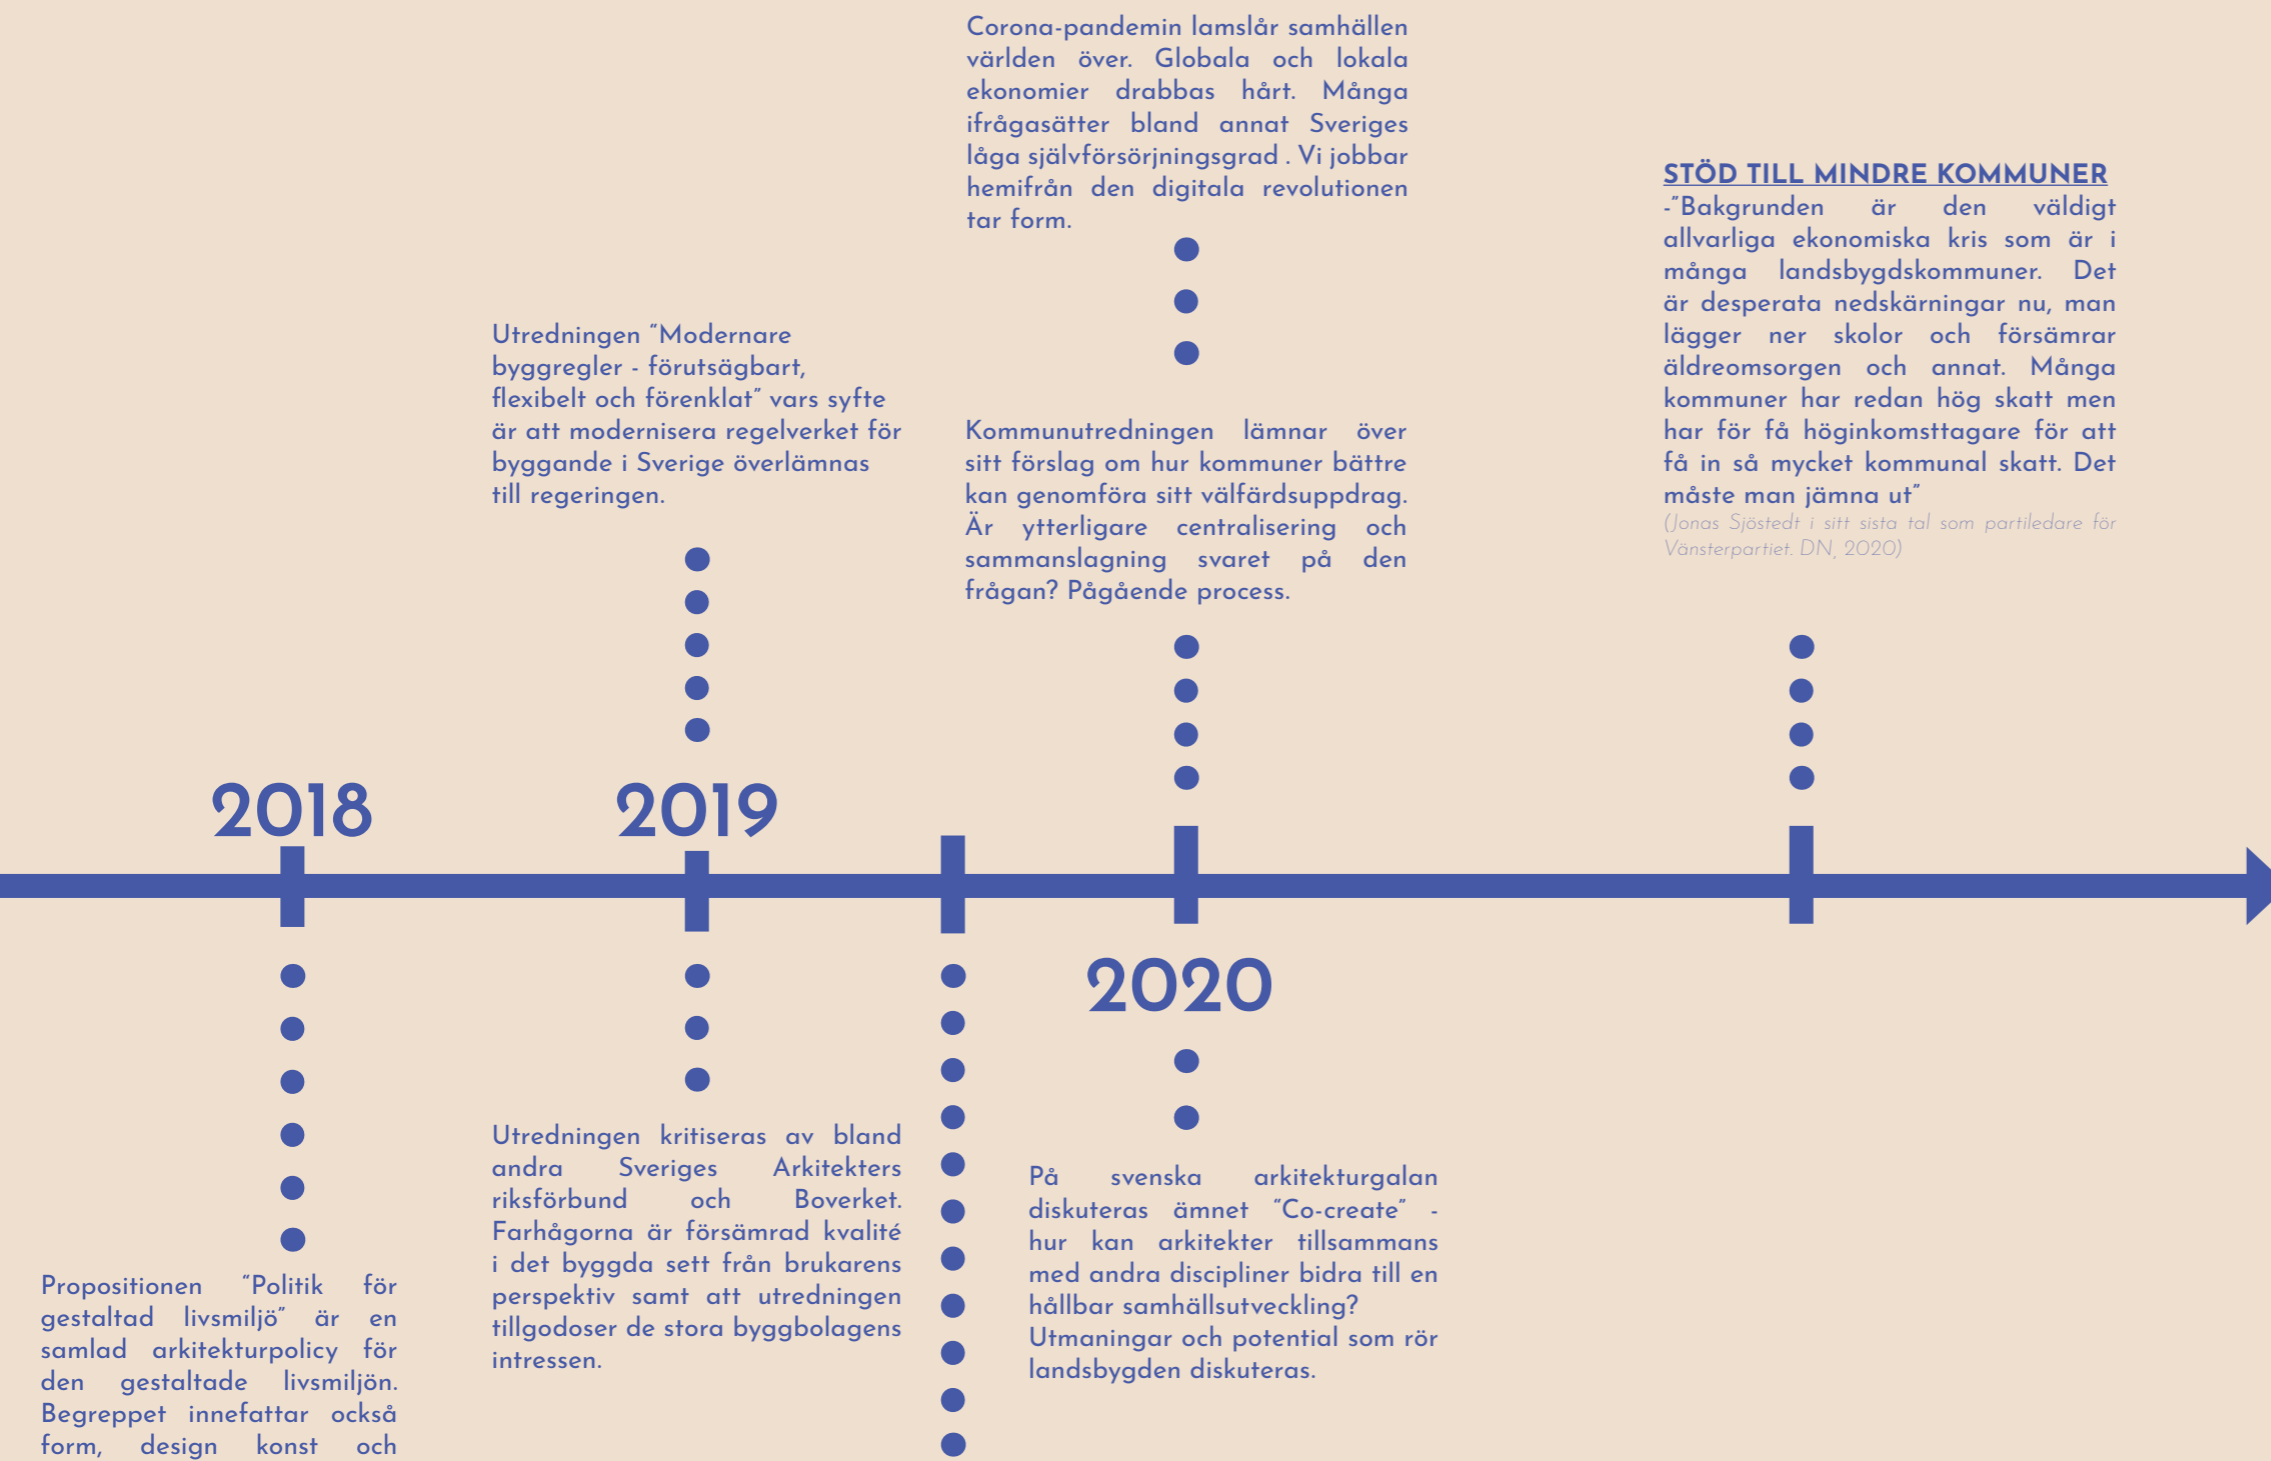 Corona-pandemin lamslår samhällen
världen över. Globala och lokala
ekonomier drabbas hårt. Många
ifrågasätter bland annat Sveriges
låga självförsörjningsgrad . Vi jobbar
hemifrån den digitala revolutionen
tar form.
STÖD TILL MINDRE KOMMUNER
-”Bakgrunden är den väldigt
allvarliga ekonomiska kris som är i
många landsbygdskommuner. Det
är desperata nedskärningar nu, man
lägger ner skolor och försämrar
äldreomsorgen och annat. Många
kommuner har redan hög skatt men
har för få höginkomsttagare för att
få in så mycket kommunal skatt. Det
måste man jämna ut”
(Jonas Sjöstedt i sitt sista tal som partiledare för
Vänsterpartiet. DN, 2020)
Utredningen “Modernare
byggregler - förutsägbart,
flexibelt och förenklat” vars syfte
är att modernisera regelverket för
byggande i Sverige överlämnas
till regeringen.
Kommunutredningen lämnar över
sitt förslag om hur kommuner bättre
kan genomföra sitt välfärdsuppdrag.
Är ytterligare centralisering och
sammanslagning svaret på den
frågan? Pågående process.
2018
2019
2020
Propositionen “Politik för
gestaltad livsmiljö” är en
samlad arkitekturpolicy för
den gestaltade livsmiljön.
Begreppet innefattar också
form, design konst och
Utredningen kritiseras av bland
andra Sveriges Arkitekters
riksförbund och Boverket.
Farhågorna är försämrad kvalité
i det byggda sett från brukarens
perspektiv samt att utredningen
tillgodoser de stora byggbolagens
intressen.
På svenska arkitekturgalan
diskuteras ämnet “Co-create” -
hur kan arkitekter tillsammans
med andra discipliner bidra till en
hållbar samhällsutveckling?
Utmaningar och potential som rör
landsbygden diskuteras.